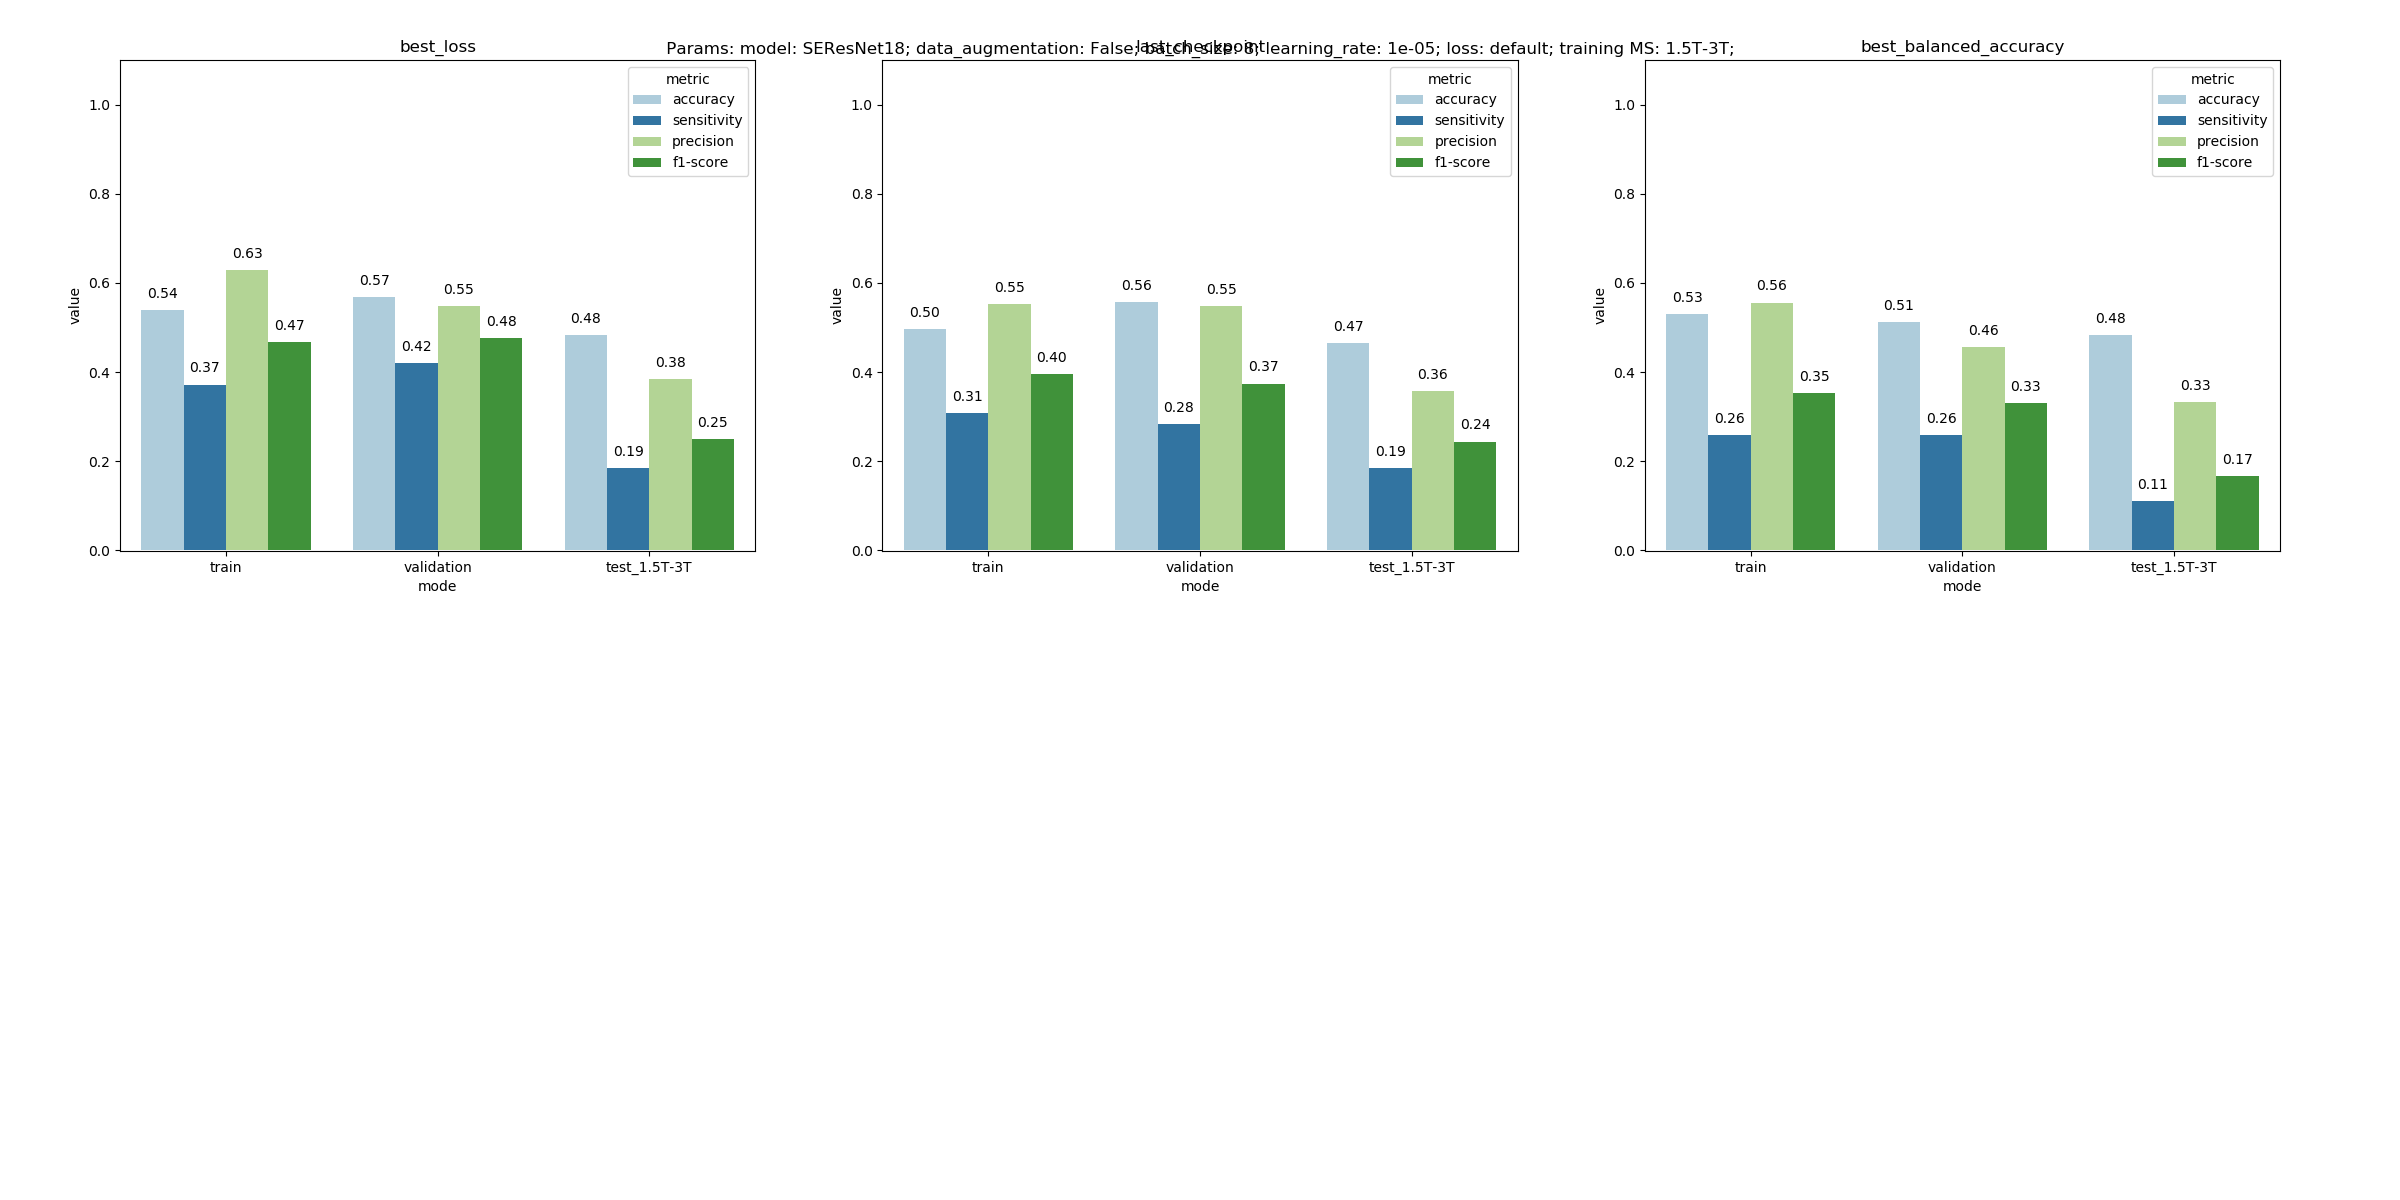 Params: model: SEResNet18; data_augmentation: False; batch_size: 8; learning_rate: 1e-05; loss: default; training MS: 1.5T-3T;
best_loss
metric
accuracy
sensitivity
precision
f1-score
1.0
0.8
0.6
0.4
0.2
0.0
value
0.54
0.37
0.63
0.47
0.57
0.42
0.55
0.48
0.48
0.19
0.38
0.25
train
validation
test_1.5T-3T
mode
last_checkpoint
metric
accuracy
sensitivity
precision
f1-score
1.0
0.8
0.6
0.4
0.2
0.0
value
0.50
0.31
0.55
0.40
0.56
0.28
0.55
0.37
0.47
0.19
0.36
0.24
train
validation
test_1.5T-3T
mode
best_balanced_accuracy
metric
accuracy
sensitivity
precision
f1-score
1.0
0.8
0.6
0.4
0.2
0.0
value
0.53
0.26
0.56
0.35
0.51
0.26
0.46
0.33
0.48
0.11
0.33
0.17
train
validation
test_1.5T-3T
mode